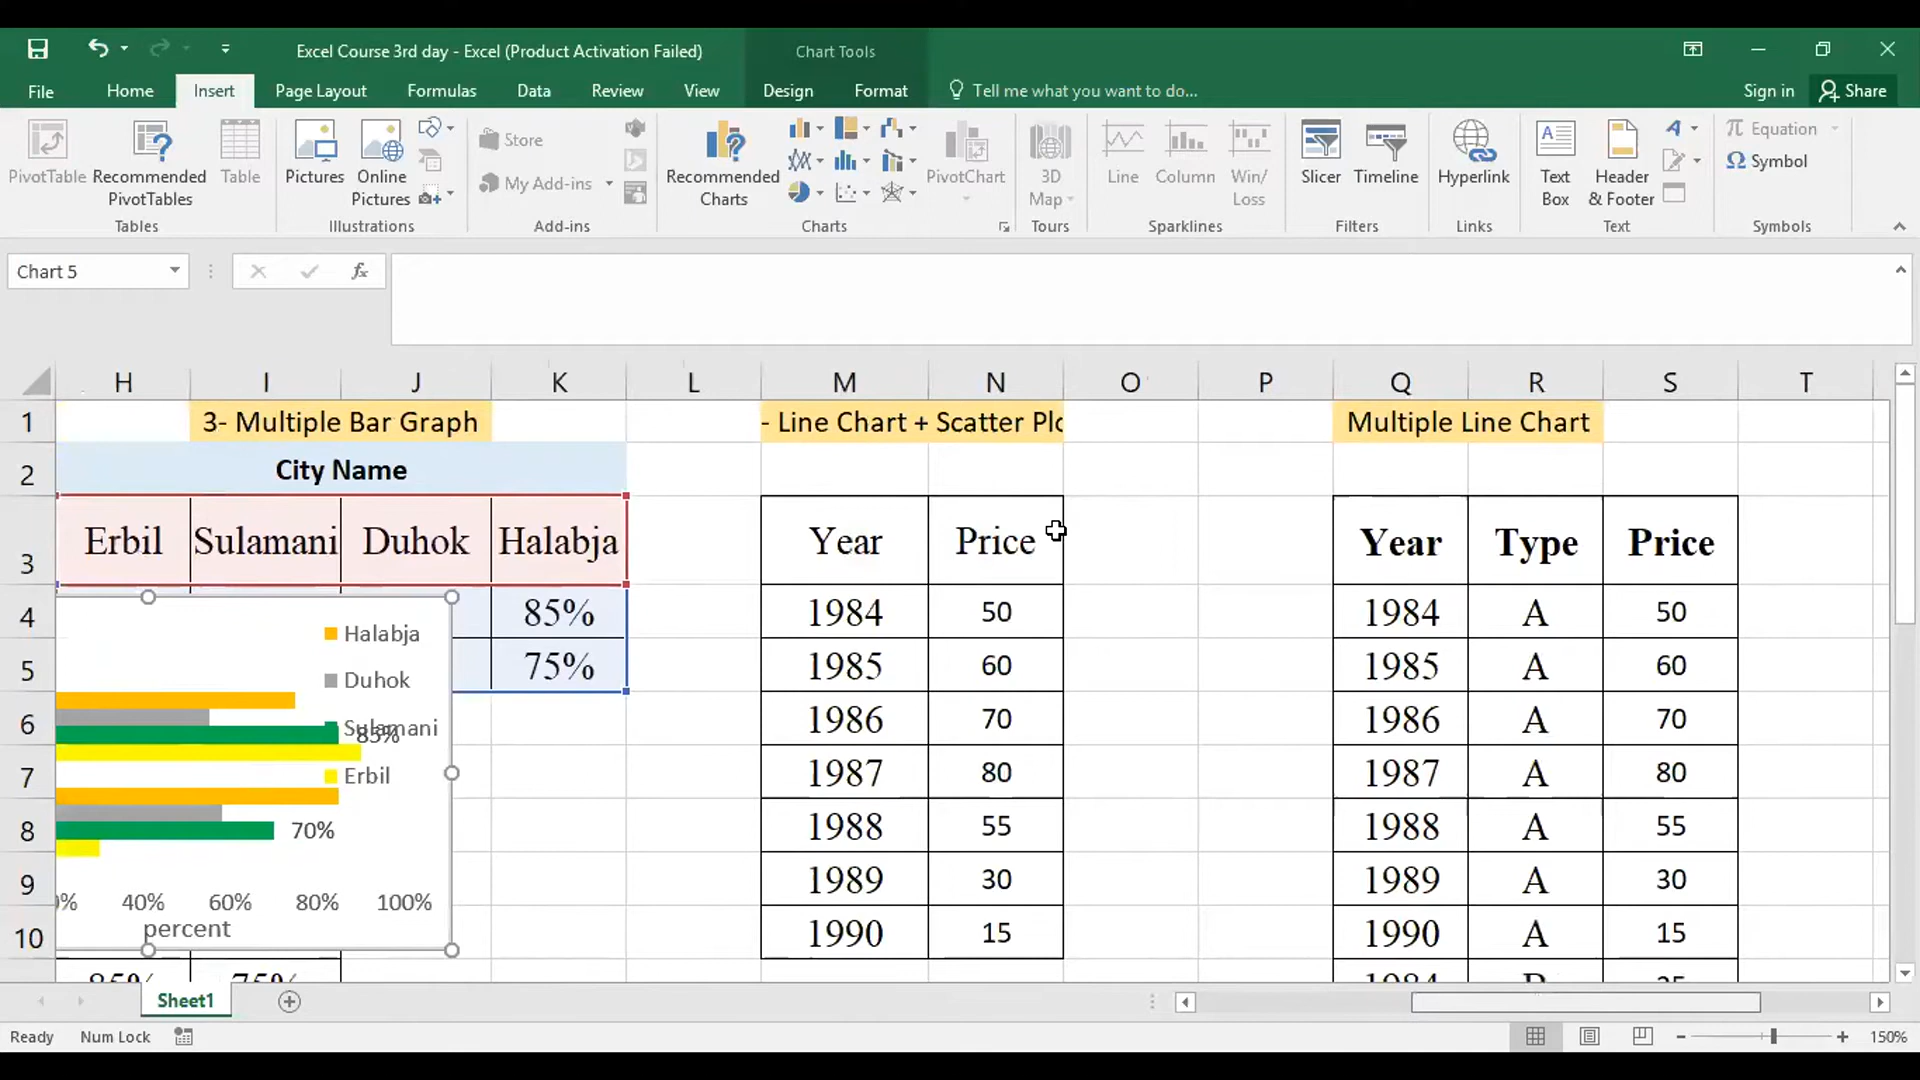 Excel Course 3rd day - Excel (Product Activation Failed)
Chart Tools
File Home Insert Page Layout Formulas Data Review View Design Format Tell me what you want to do... Sign in Share
PivotTable
Recommended
PivotTables
Table
Tables
Pictures
Online
Pictures
Illustrations
Store
My Add-ins
Add-ins
Recommended
Charts
PivotChart
Charts
3D
Map
Tours
Line
Column
Win/
Loss
Sparklines
Slicer
Timeline
Filters
Hyperlink
Links
Text
Box
Header
& Footer
Text
Equation
Symbol
Symbols
Chart 5
fx
H I J K L M N O P Q R S T
1 3- Multiple Bar Graph - Line Chart + Scatter Plo Multiple Line Chart
2 City Name
3 Erbil Sulamani Duhok Halabja Year Price Year Type Price
4 85% 1984 50 1984 A 50
5 75% 1985 60 1985 A 60
6 1986 70 1986 A 70
7 1987 80 1987 A 80
8 1988 55 1988 A 55
9 1989 30 1989 A 30
10 1990 15 1990 A 15
Halabja
Duhok
Sulamani
85%
Erbil
70%
40% 60% 80% 100%
percent
85% 75%
Sheet1
Ready Num Lock 150%